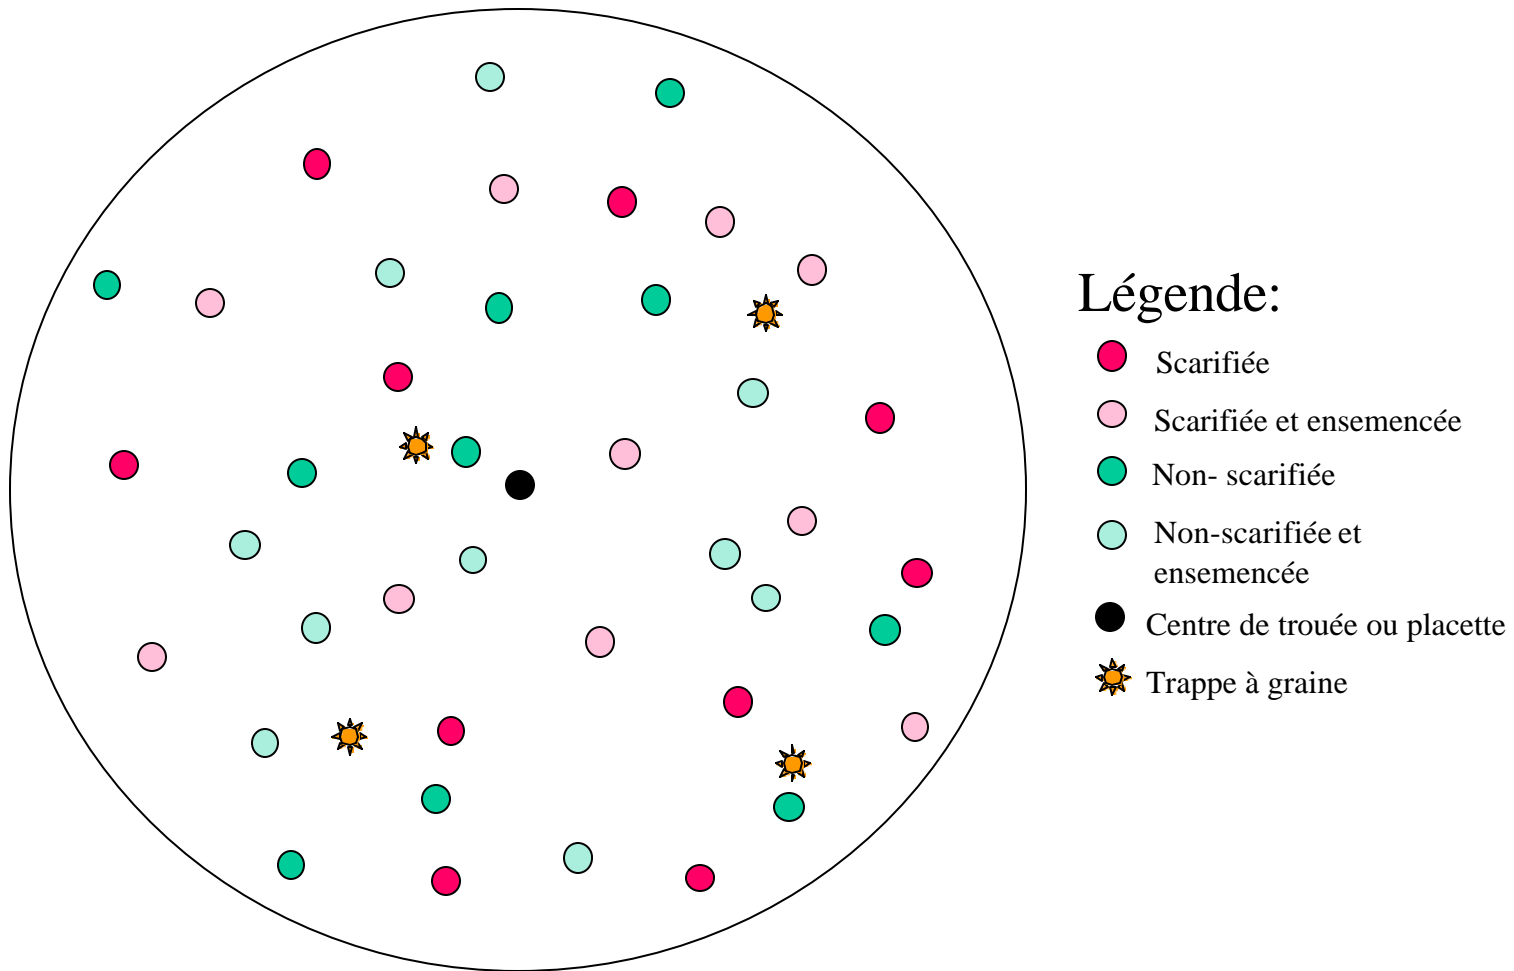 Légende:
Scarifiée
Scarifiée et ensemencée
Non- scarifiée
Non-scarifiée et
ensemencée
Centre de trouée ou placette
Trappe à graine